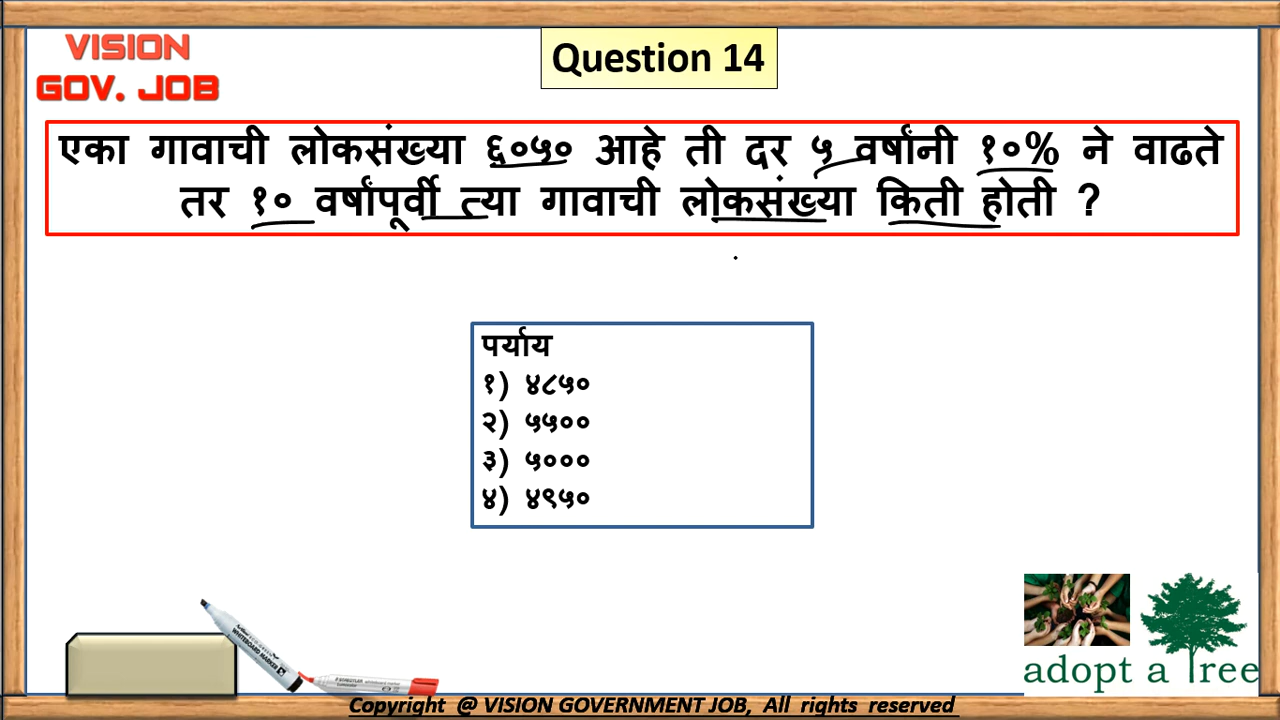 VISION
GOV. JOB
Question 14
एका गावाची लोकसंख्या ६०५० आहे ती दर ५ वर्षांनी १०% ने वाढते
तर १० वर्षांपूर्वी त्या गावाची लोकसंख्या किती होती ?
पर्याय
१) ४८५०
२) ५५००
३) ५०००
४) ४९५०
adopt a Tree
Copyright @ VISION GOVERNMENT JOB, All rights reserved